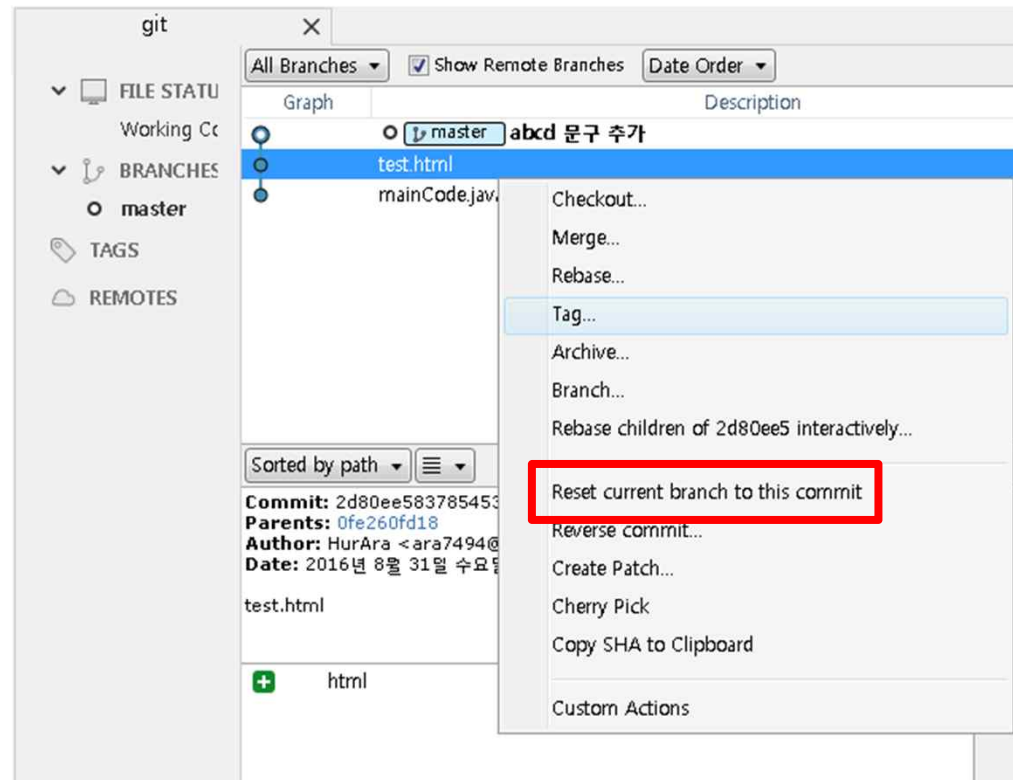 git
All Branches
Show Remote Branches
Date Order
FILE STATU
Working Co
BRANCHES
master
TAGS
REMOTES
Graph
Description
master abcd 문구 추가
test.html
mainCode.java
Checkout...
Merge...
Rebase...
Tag...
Archive...
Branch...
Rebase children of 2d80ee5 interactively...
Reset current branch to this commit
Reverse commit...
Create Patch...
Cherry Pick
Copy SHA to Clipboard
Custom Actions
Sorted by path
Commit: 2d80ee583785453
Parents: 0fe260fd18
Author: HurAra <ara7494@
Date: 2016년 8월 31일 수요일
test.html
html